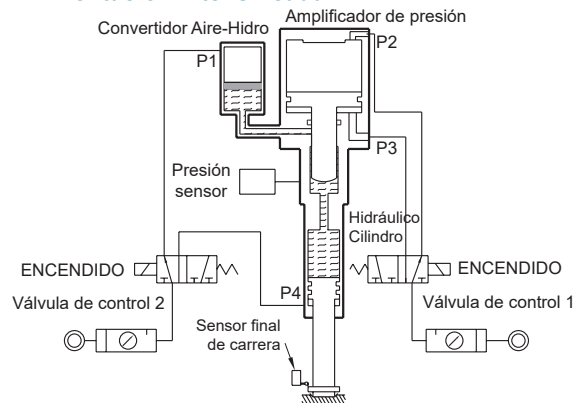 Amplificador de presión
Convertidor Aire-Hidro
P2
P1
P3
Presión
sensor
Hidráulico
Cilindro
ENCENDIDO
ENCENDIDO
P4
Válvula de control 2
Válvula de control 1
Sensor final
de carrera